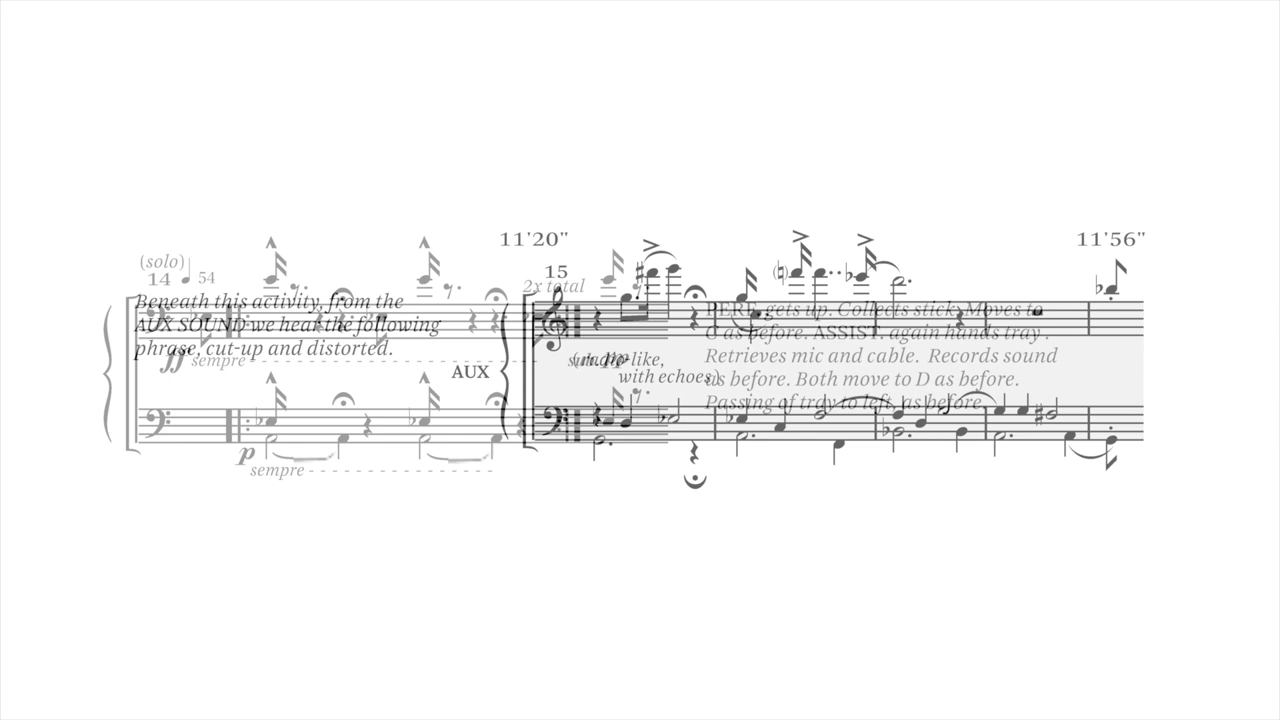 11'20"
11'56"
(solo)
14 54
15
2x total
Beneath this activity, from the
AUX SOUND we hear the following
phrase, cut-up and distorted.
PERF. gets up. Collects stick. Moves to
C as before. ASSIST. again hands tray .
Retrieves mic and cable. Records sound
as before. Both move to D as before.
Passing of tray to left, as before.
ff sempre
AUX
(radio-like,
with echoes)
p
sempre